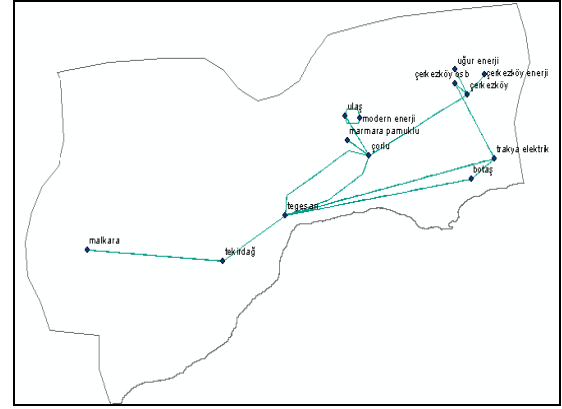 uğur enerji
çerkezköy osb
çerkezköy enerji
çerkezköy
ulaş
modern enerji
marmara pamuklu
çorlu
trakya elektrik
botaş
tegesan
malkara
tekirdağ